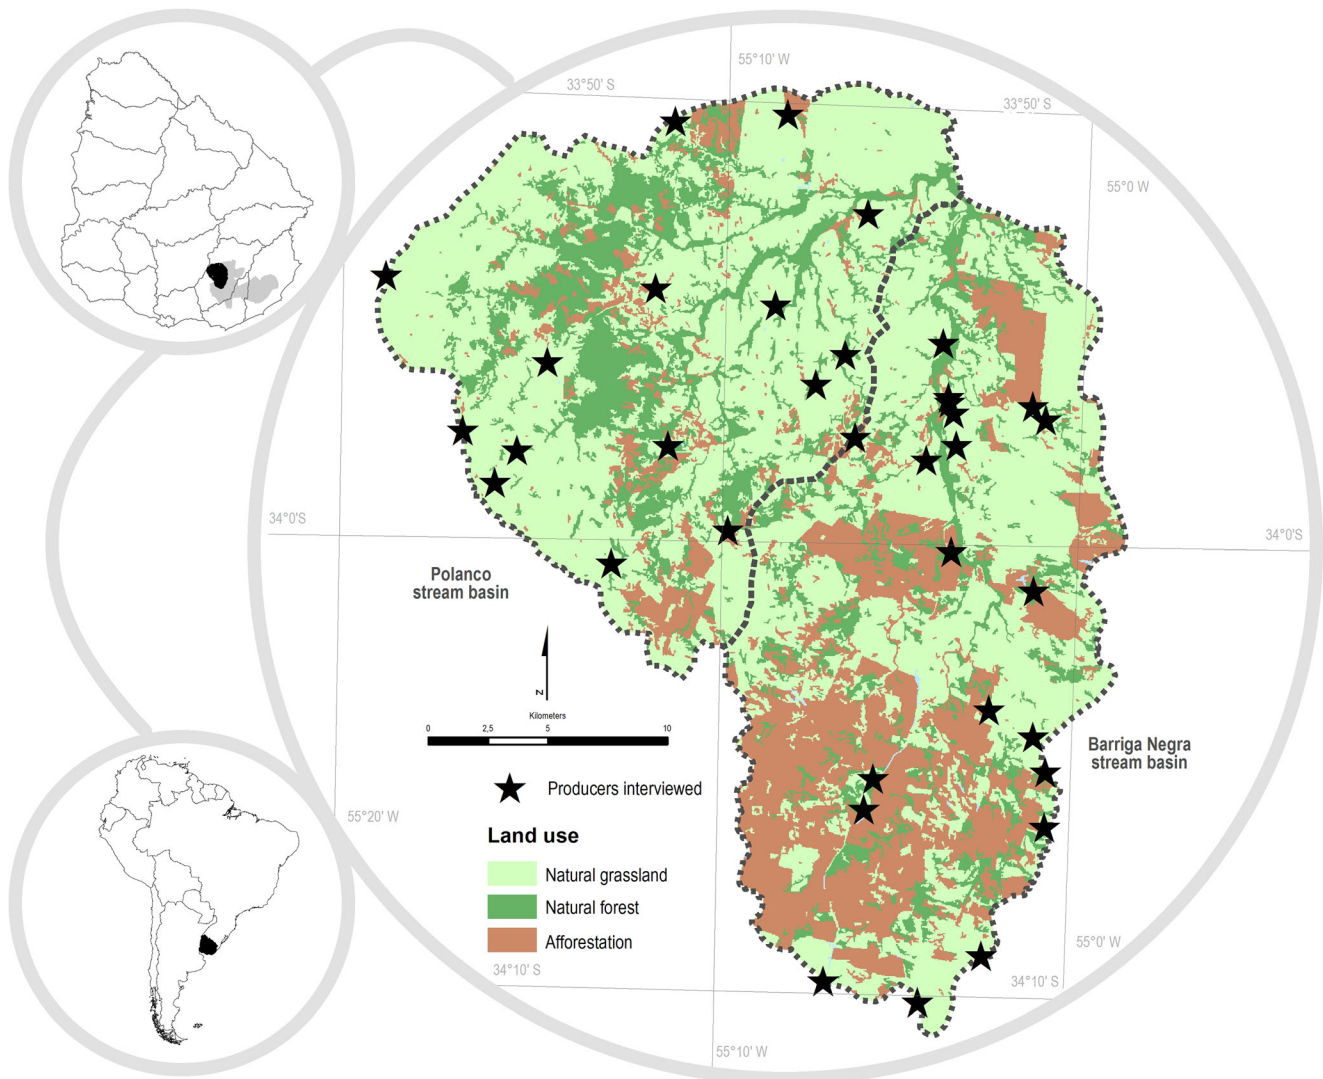 55°10' W
33°50' S
33°50' S
55°0' W
34°0'S
34°0'S
Polanco
stream basin
N
Kilometers
0 2,5 5 10
Producers interviewed
Barriga Negra
stream basin
55°20' W
Land use
Natural grassland
Natural forest
Afforestation
55°0' W
34°10' S
34°10' S
55°10' W